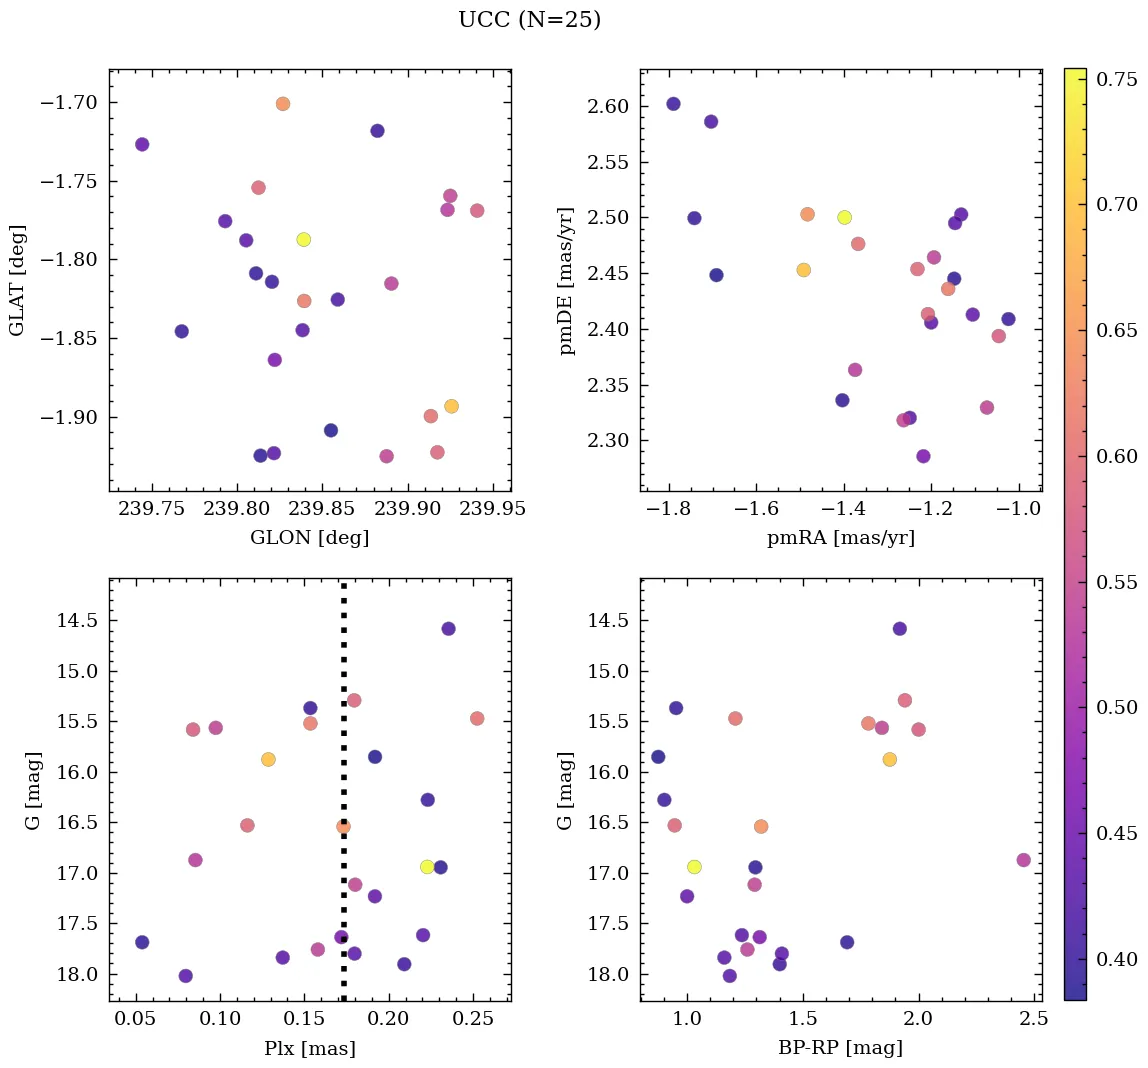 UCC (N=25)
−1.70
−1.75
−1.80
−1.85
−1.90
GLAT [deg]
239.75 239.80 239.85 239.90 239.95
GLON [deg]
2.60
2.55
2.50
2.45
2.40
2.35
2.30
pmDE [mas/yr]
−1.8 −1.6 −1.4 −1.2 −1.0
pmRA [mas/yr]
14.5
15.0
15.5
16.0
16.5
17.0
17.5
18.0
G [mag]
0.05 0.10 0.15 0.20 0.25
Plx [mas]
14.5
15.0
15.5
16.0
16.5
17.0
17.5
18.0
G [mag]
1.0 1.5 2.0 2.5
BP-RP [mag]
0.75
0.70
0.65
0.60
0.55
0.50
0.45
0.40